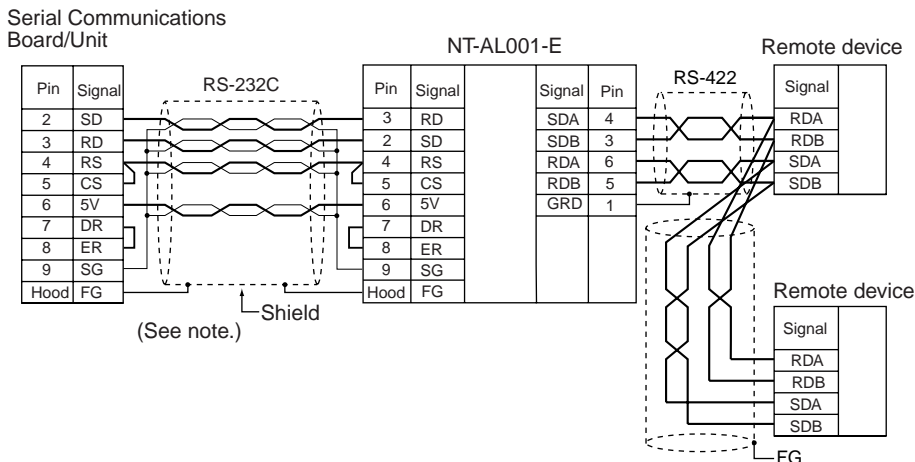 Serial Communications
Board/Unit
NT-AL001-E
Remote device
RS-232C
RS-422
Pin Signal
2 SD
3 RD
4 RS
5 CS
6 5V
7 DR
8 ER
9 SG
Hood FG
Pin Signal
3 RD
2 SD
4 RS
5 CS
6 5V
7 DR
8 ER
9 SG
Hood FG
Signal Pin
SDA 4
SDB 3
RDA 6
RDB 5
GRD 1
Signal
RDA
RDB
SDA
SDB
Shield
(See note.)
Remote device
Signal
RDA
RDB
SDA
SDB
FG